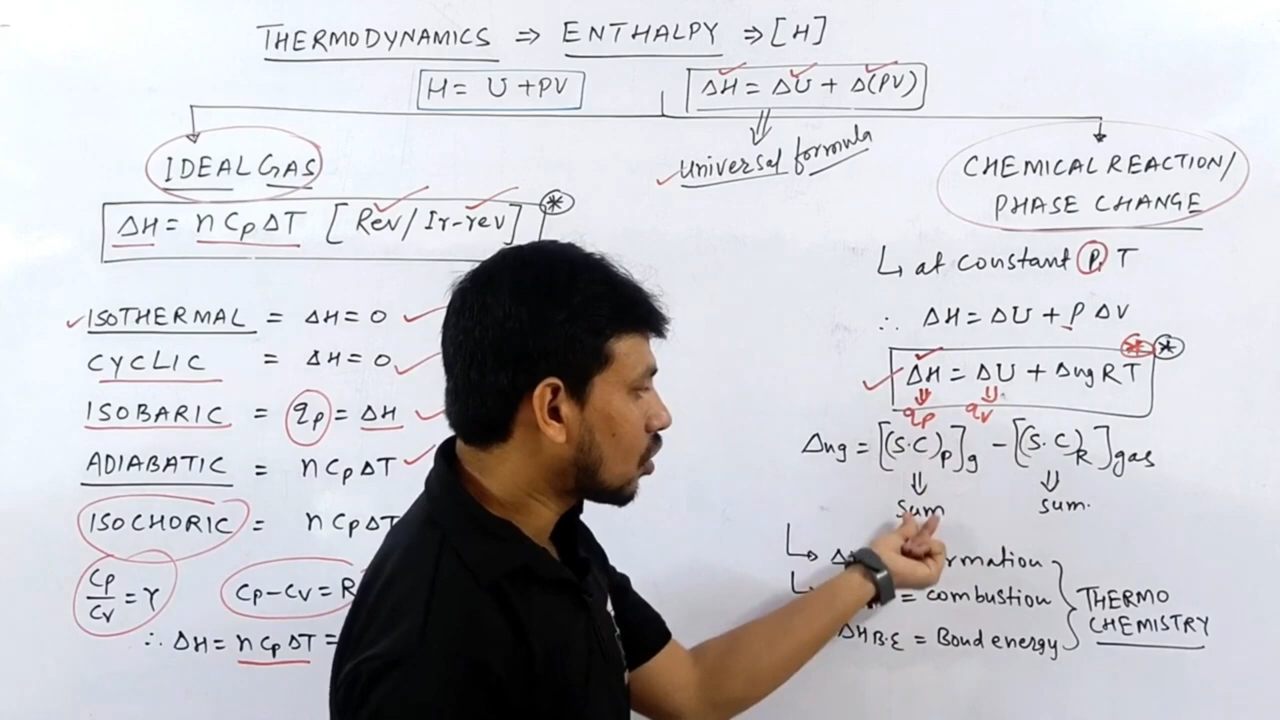 THERMODYNAMICS ⇒ ENTHALPY ⇒ [H]
H = U + PV
ΔH = ΔU + Δ(PV)
universal formula
IDEAL GAS
ΔH = nCpΔT [Rev/Ir-rev] *
ISOTHERMAL = ΔH = 0
CYCLIC = ΔH = 0
ISOBARIC = qp = ΔH
ADIABATIC = nCpΔT
ISOCHORIC = nCpΔT
Cp/Cv = γ
Cp - Cv = R
∴ ΔH = nCpΔT =
CHEMICAL REACTION/
PHASE CHANGE
↳ at constant P, T
∴ ΔH = ΔU + PΔV
ΔH = ΔU + Δng RT * *
qp qv
Δng = [(S.C)p]g - [(S.C)R]gas
sum sum.
rmation
= combustion
ΔHB.E = Bond energy
THERMO
CHEMISTRY